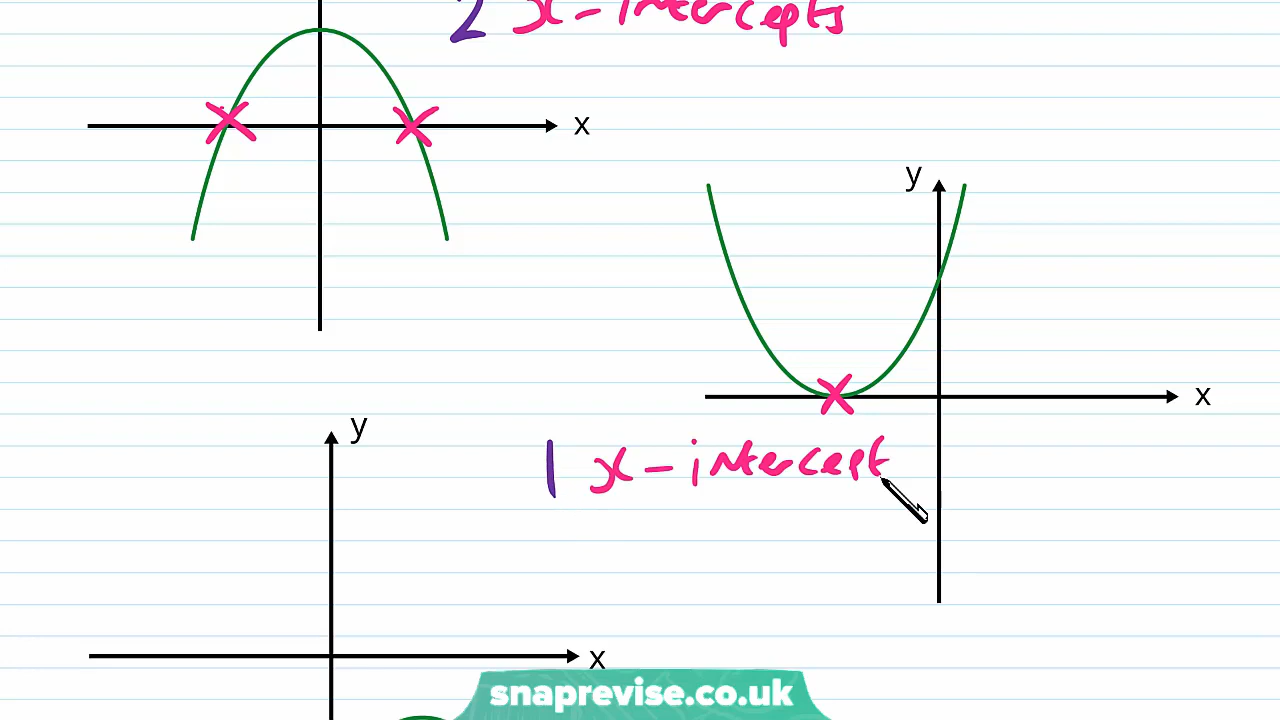 2 x-intercepts
x
y
x
y
1 x-intercept
x
snaprevise.co.uk